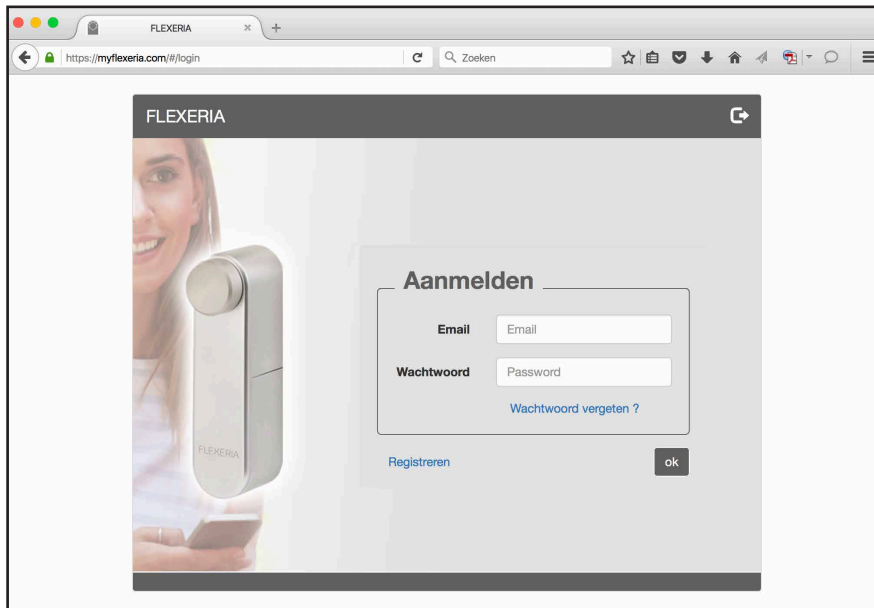 FLEXERIA
https://myflexeria.com/#/login
Zoeken
FLEXERIA
Aanmelden
Email
Email
Wachtwoord
Password
Wachtwoord vergeten ?
FLEXERIA
Registreren
ok